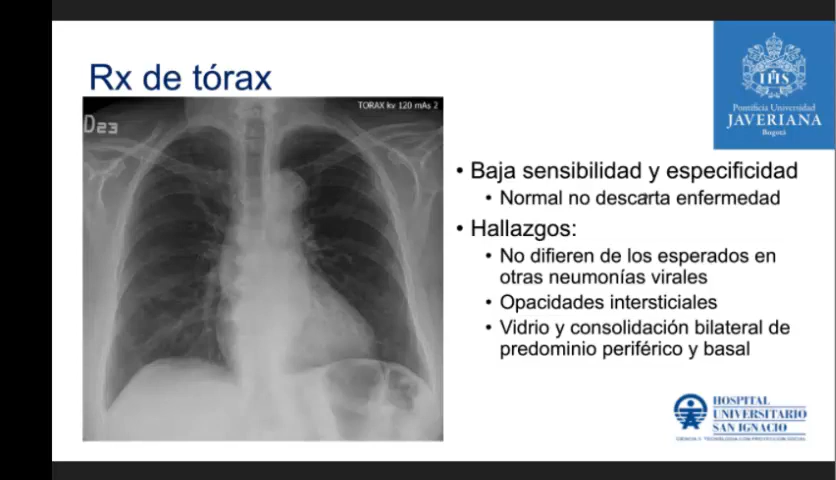 Rx de tórax
TORAX kv 120 mAs 2
D23
IHS
Pontificia Universidad
JAVERIANA
Bogotá
• Baja sensibilidad y especificidad
• Normal no descarta enfermedad
• Hallazgos:
• No difieren de los esperados en
otras neumonías virales
• Opacidades intersticiales
• Vidrio y consolidación bilateral de
predominio periférico y basal
HOSPITAL
UNIVERSITARIO
SAN IGNACIO